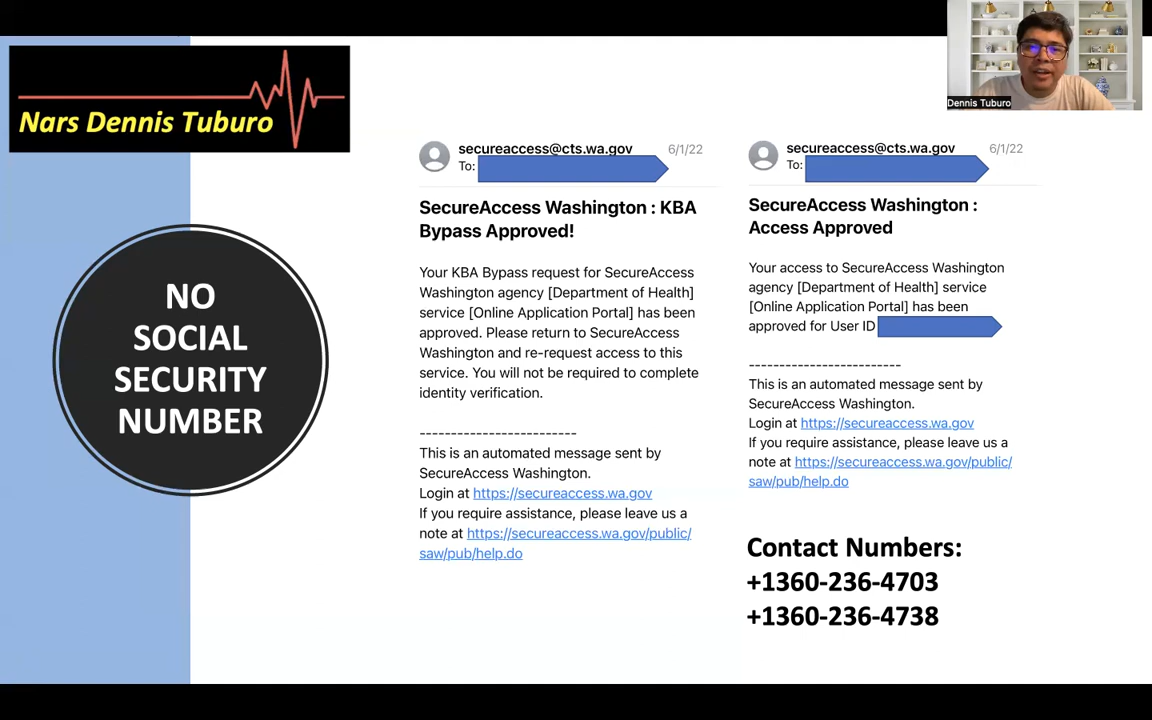 Nars Dennis Tuburo
Dennis Tuburo
NO
SOCIAL
SECURITY
NUMBER
secureaccess@cts.wa.gov 6/1/22
To:
SecureAccess Washington : KBA
Bypass Approved!
Your KBA Bypass request for SecureAccess
Washington agency [Department of Health]
service [Online Application Portal] has been
approved. Please return to SecureAccess
Washington and re-request access to this
service. You will not be required to complete
identity verification.
-------------------------
This is an automated message sent by
SecureAccess Washington.
Login at https://secureaccess.wa.gov
If you require assistance, please leave us a
note at https://secureaccess.wa.gov/public/
saw/pub/help.do
secureaccess@cts.wa.gov 6/1/22
To:
SecureAccess Washington :
Access Approved
Your access to SecureAccess Washington
agency [Department of Health] service
[Online Application Portal] has been
approved for User ID
-------------------------
This is an automated message sent by
SecureAccess Washington.
Login at https://secureaccess.wa.gov
If you require assistance, please leave us a
note at https://secureaccess.wa.gov/public/
saw/pub/help.do
Contact Numbers:
+1360-236-4703
+1360-236-4738